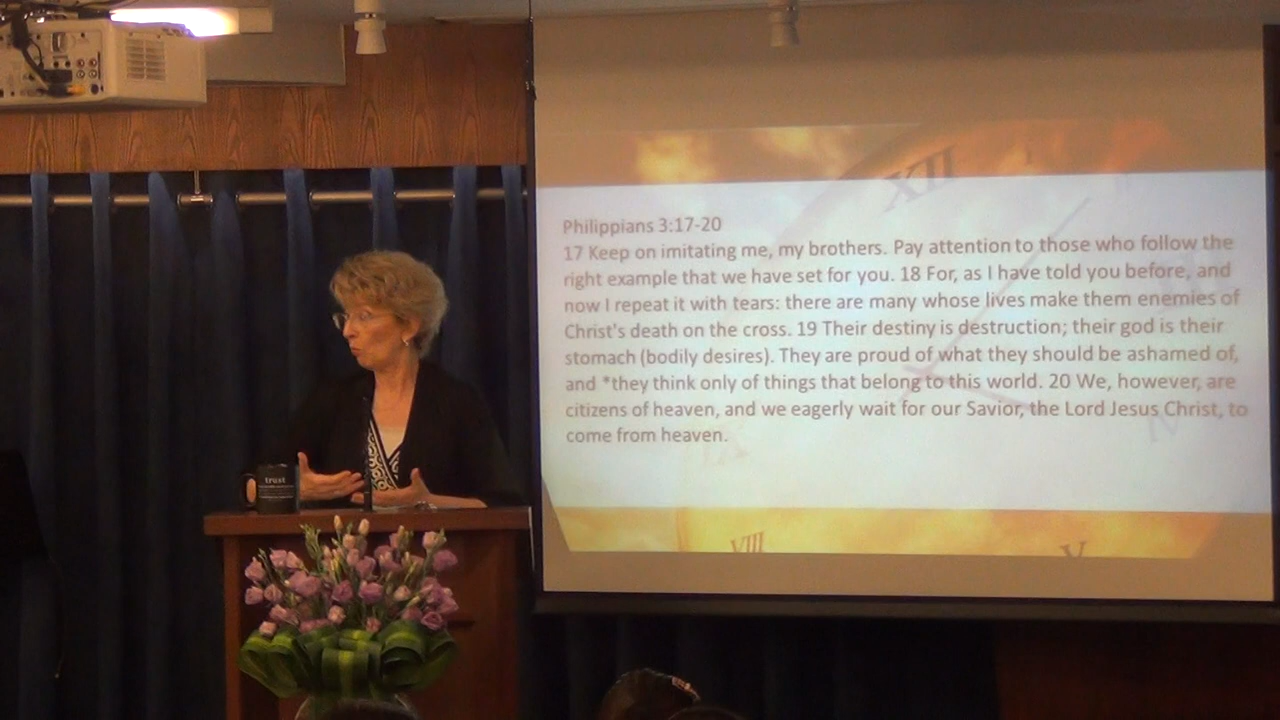 Philippians 3:17-20
17 Keep on imitating me, my brothers. Pay attention to those who follow the
right example that we have set for you. 18 For, as I have told you before, and
now I repeat it with tears: there are many whose lives make them enemies of
Christ's death on the cross. 19 Their destiny is destruction; their god is their
stomach (bodily desires). They are proud of what they should be ashamed of,
and *they think only of things that belong to this world. 20 We, however, are
citizens of heaven, and we eagerly wait for our Savior, the Lord Jesus Christ, to
come from heaven.
XII
I
VIII
V
IX
trust